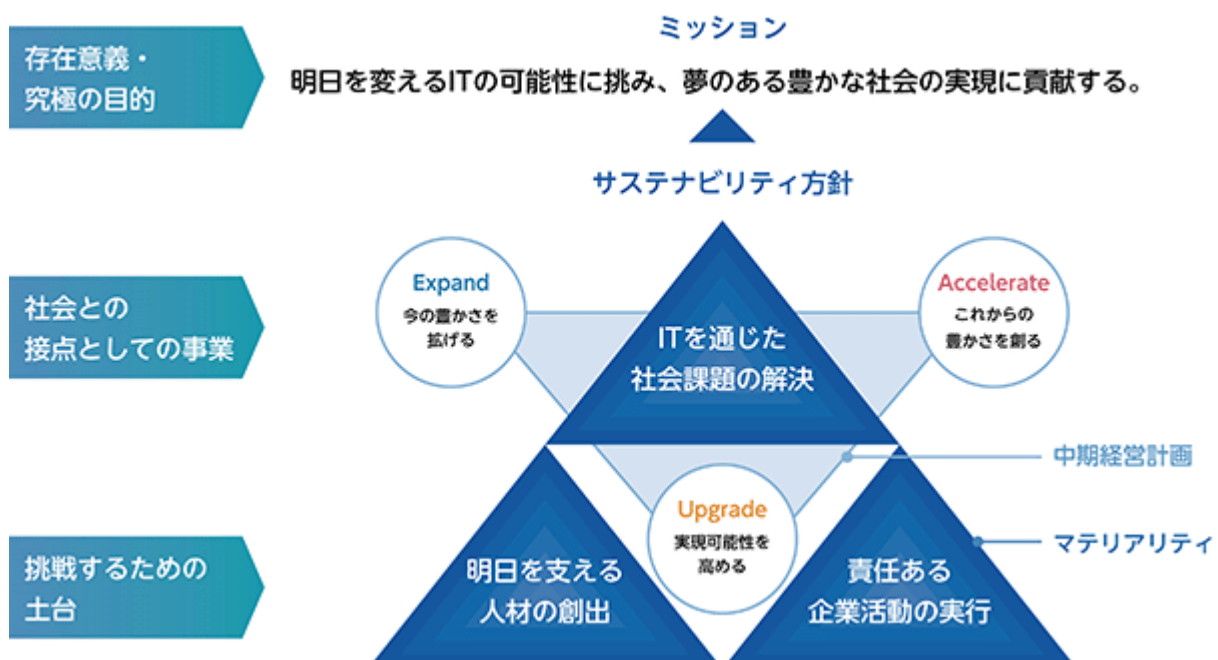 ミッション
存在意義・
究極の目的
明日を変えるITの可能性に挑み、夢のある豊かな社会の実現に貢献する。
サステナビリティ方針
社会との
接点としての事業
Expand
今の豊かさを
拡げる
ITを通じた
社会課題の解決
Accelerate
これからの
豊かさを創る
中期経営計画
挑戦するための
土台
明日を支える
人材の創出
Upgrade
実現可能性を
高める
責任ある
企業活動の実行
マテリアリティ